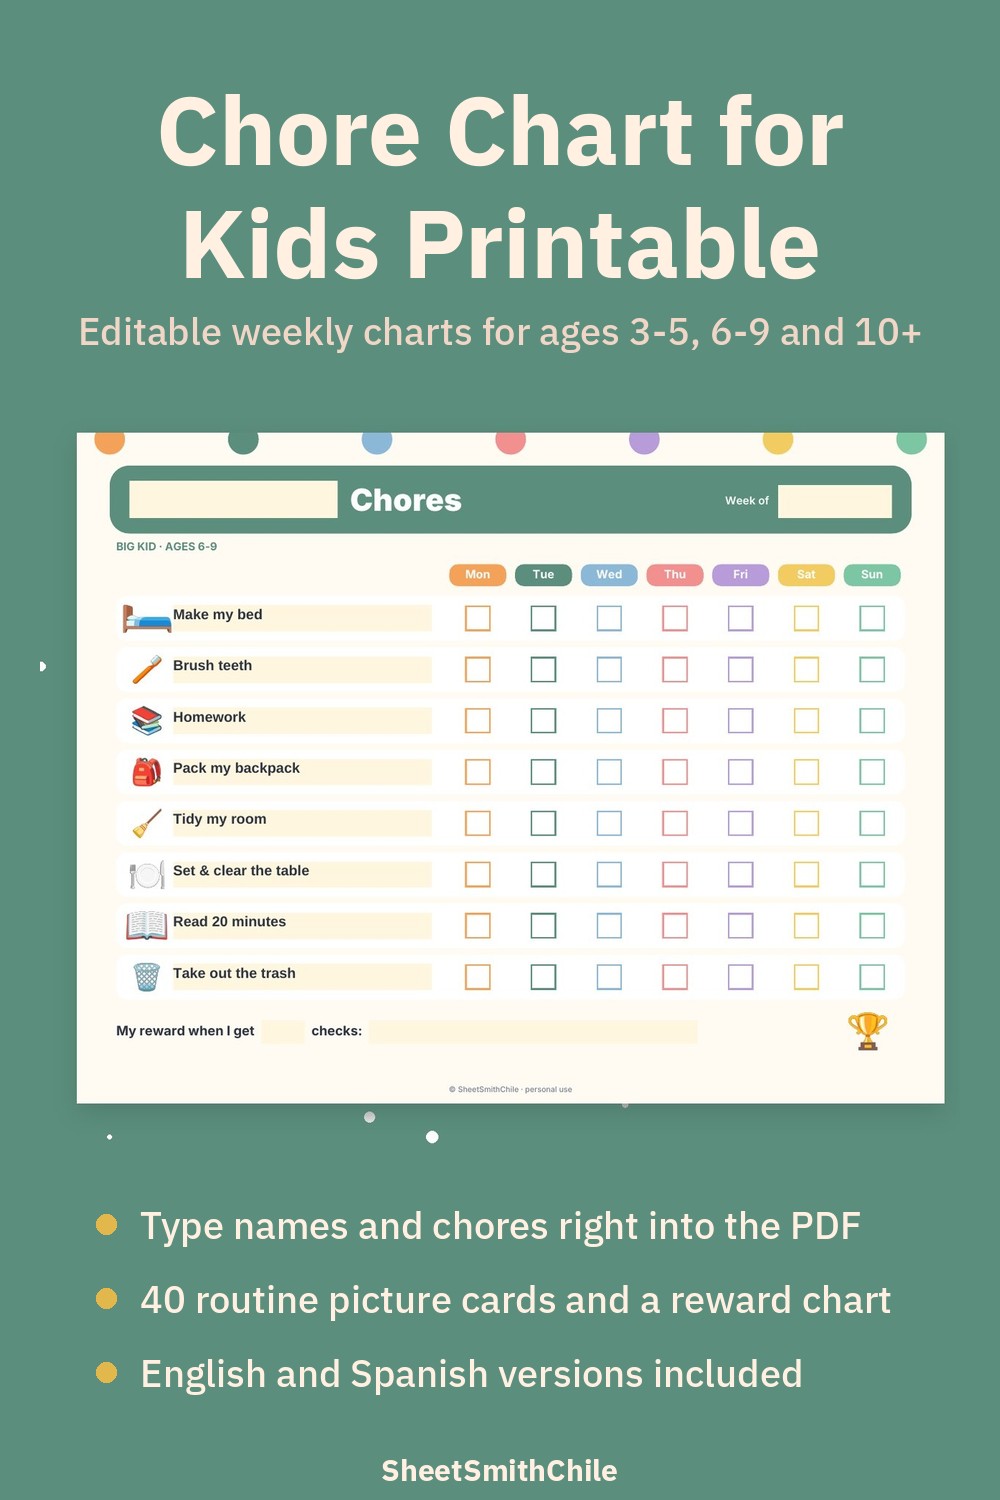 Chore Chart for
Kids Printable
Editable weekly charts for ages 3-5, 6-9 and 10+
Chores
Week of
BIG KID · AGES 6-9
Mon Tue Wed Thu Fri Sat Sun
Make my bed
Brush teeth
Homework
Pack my backpack
Tidy my room
Set & clear the table
Read 20 minutes
Take out the trash
My reward when I get checks:
© SheetSmithChile · personal use
Type names and chores right into the PDF
40 routine picture cards and a reward chart
English and Spanish versions included
SheetSmithChile